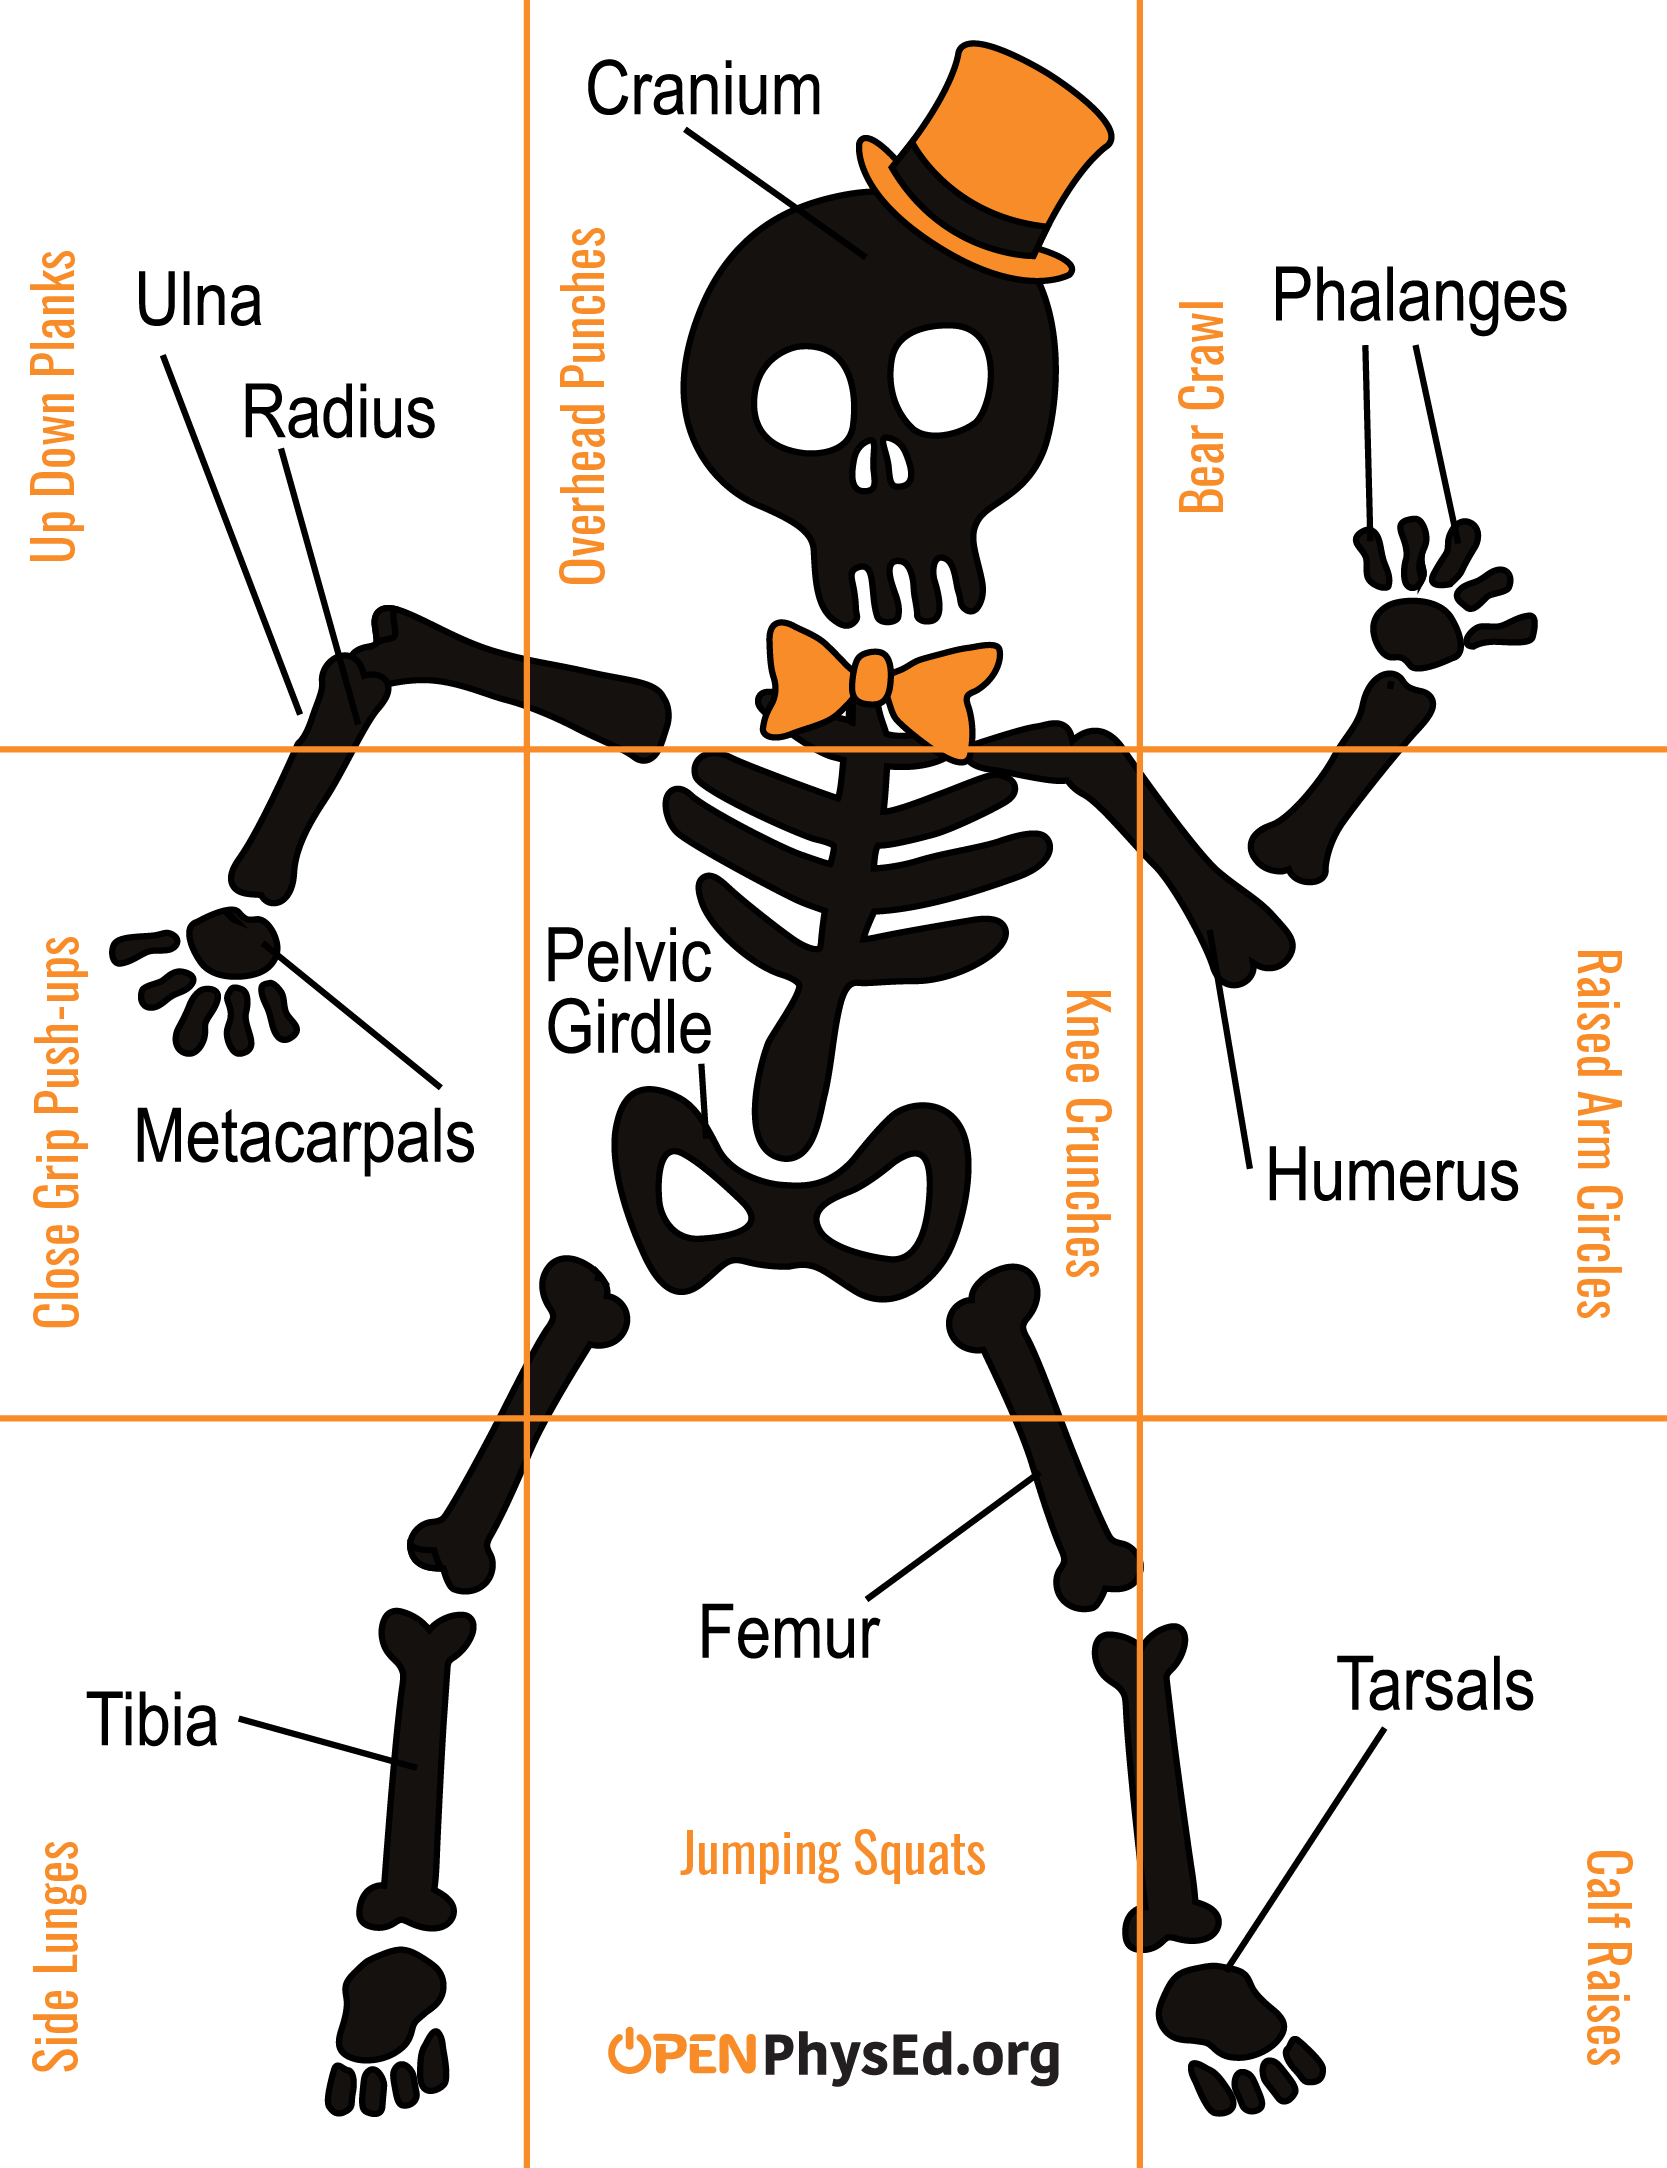 Cranium
Overhead Punches
Up Down Planks
Ulna
Radius
Bear Crawl
Phalanges
Close Grip Push-ups
Metacarpals
Pelvic
Girdle
Knee Crunches
Humerus
Raised Arm Circles
Side Lunges
Tibia
Femur
Jumping Squats
Tarsals
Calf Raises
OPENPhysEd.org